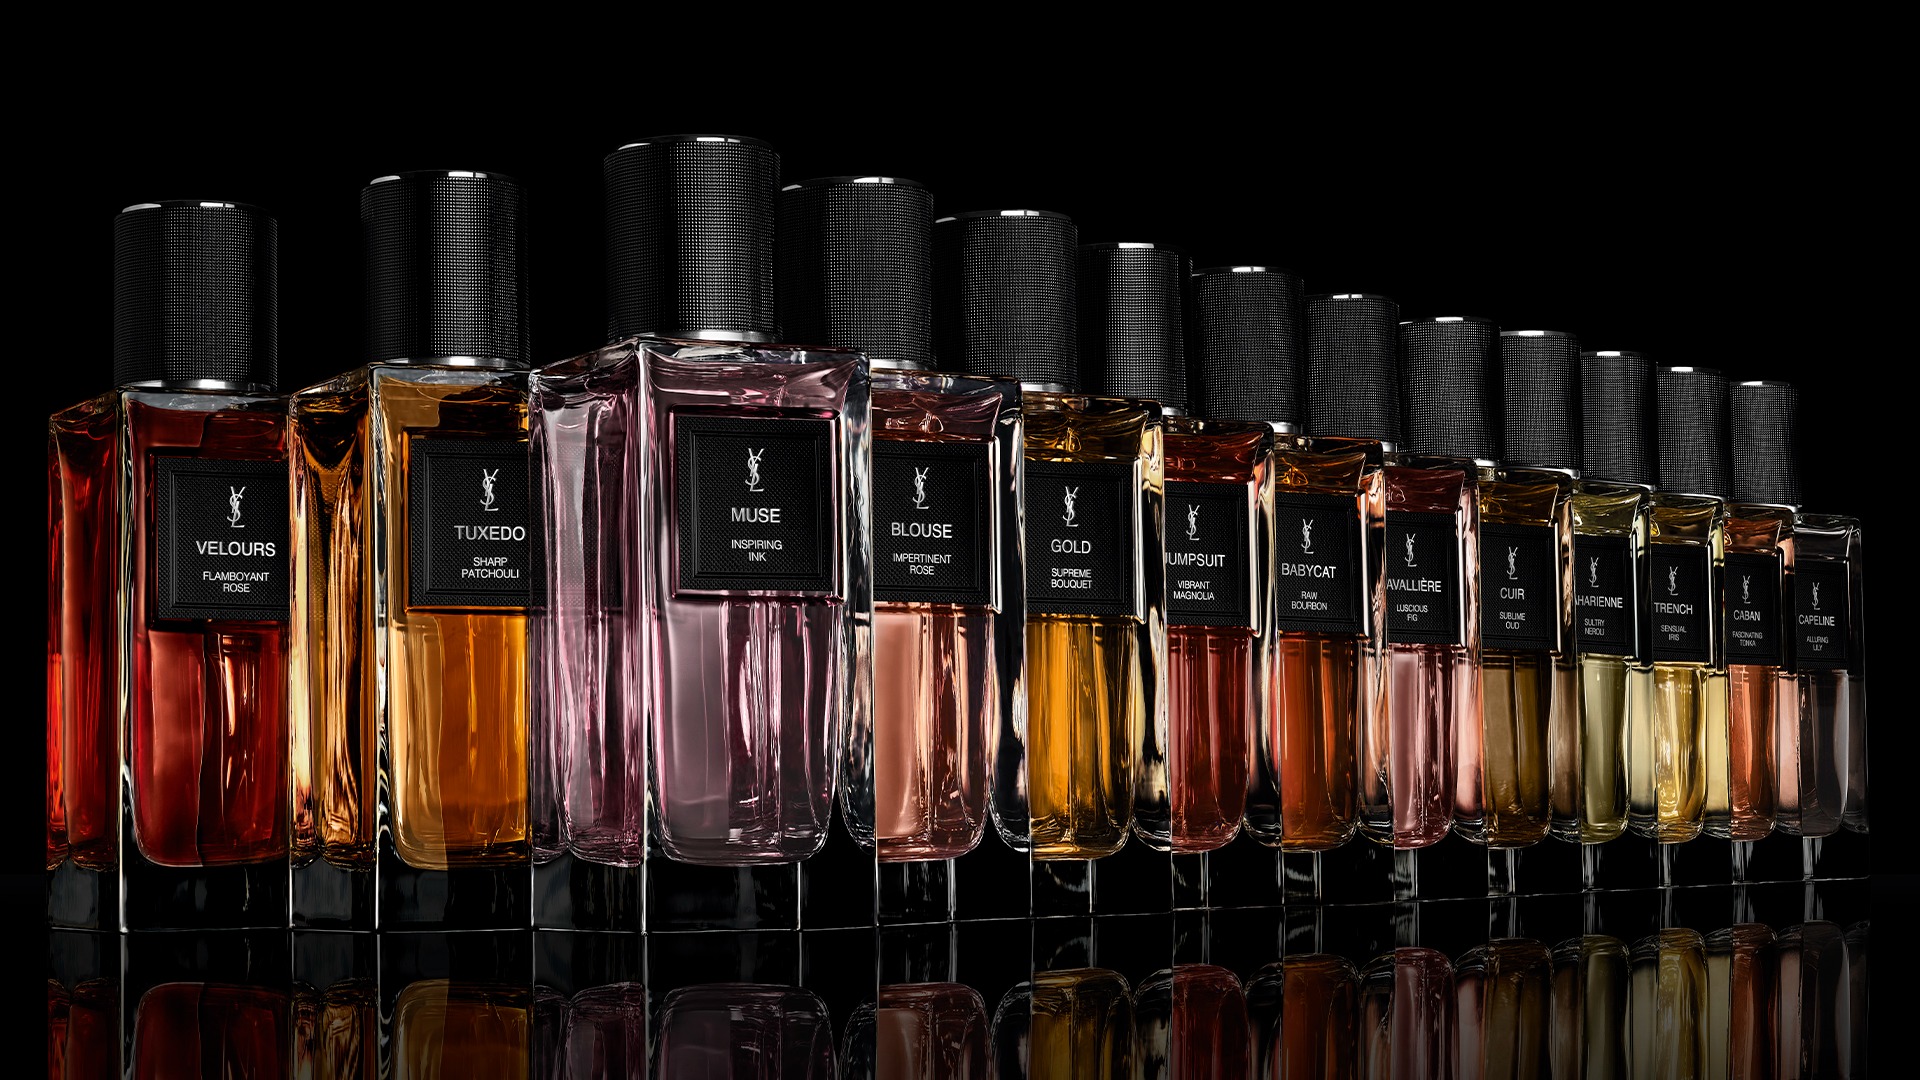 YSL
VELOURS
FLAMBOYANT
ROSE
YSL
TUXEDO
SHARP
PATCHOULI
YSL
MUSE
INSPIRING
INK
YSL
BLOUSE
IMPERTINENT
ROSE
YSL
GOLD
SUPREME
BOUQUET
YSL
JUMPSUIT
VIBRANT
MAGNOLIA
YSL
BABYCAT
RAW
BOURBON
YSL
AVALLIÈRE
LUSCIOUS
FIG
YSL
CUIR
SUBLIME
OUD
YSL
AHARIENNE
SULTRY
NEROLI
YSL
TRENCH
SENSUAL
IRIS
YSL
CABAN
FASCINATING
TONKA
YSL
CAPELINE
ALLURING
LILY